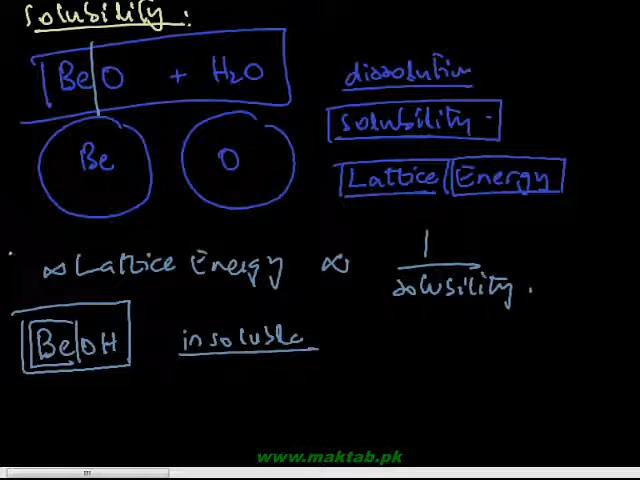 solubility:
BeO + H2O
dissolution
solubility.
Lattice Energy
Be O
∝ Lattice Energy ∝ 1
solubility.
BeOH insoluble
www.maktab.pk